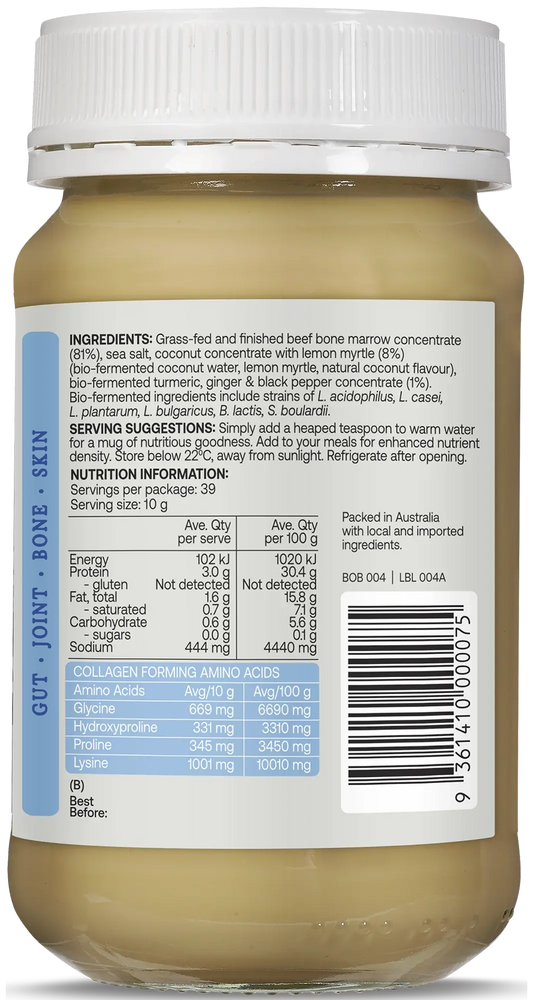 GUT · JOINT · BONE · SKIN
INGREDIENTS: Grass-fed and finished beef bone marrow concentrate
(81%), sea salt, coconut concentrate with lemon myrtle (8%)
(bio-fermented coconut water, lemon myrtle, natural coconut flavour),
bio-fermented turmeric, ginger & black pepper concentrate (1%).
Bio-fermented ingredients include strains of L. acidophilus, L. casei,
L. plantarum, L. bulgaricus, B. lactis, S. boulardii.
SERVING SUGGESTIONS: Simply add a heaped teaspoon to warm water
for a mug of nutritious goodness. Add to your meals for enhanced nutrient
density. Store below 22°C, away from sunlight. Refrigerate after opening.
NUTRITION INFORMATION:
Servings per package: 39
Serving size: 10 g
Ave. Qty per serve Ave. Qty per 100 g
Energy 102 kJ 1020 kJ
Protein 3.0 g 30.4 g
- gluten Not detected Not detected
Fat, total 1.6 g 15.8 g
- saturated 0.7 g 7.1 g
Carbohydrate 0.6 g 5.6 g
- sugars 0.0 g 0.1 g
Sodium 444 mg 4440 mg
COLLAGEN FORMING AMINO ACIDS
Amino Acids Avg/10 g Avg/100 g
Glycine 669 mg 6690 mg
Hydroxyproline 331 mg 3310 mg
Proline 345 mg 3450 mg
Lysine 1001 mg 10010 mg
(B)
Best
Before:
Packed in Australia
with local and imported
ingredients.
BOB 004 | LBL 004A
9 361410 000075